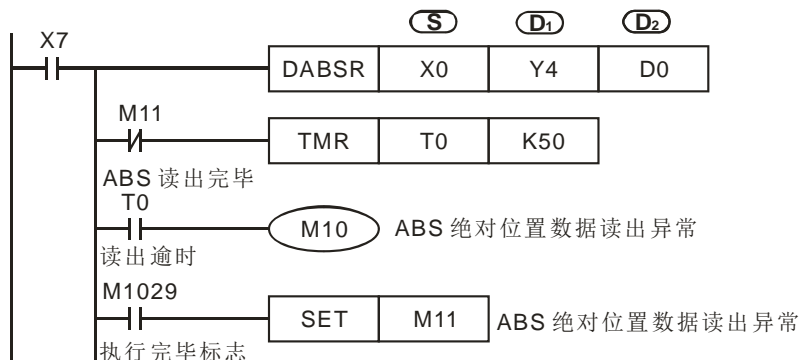 S D1 D2
X7
DABSR X0 Y4 D0
M11
TMR T0 K50
ABS 读出完毕
T0
M10 ABS 绝对位置数据读出异常
读出逾时
M1029
SET M11 ABS 绝对位置数据读出异常
执行完毕标志